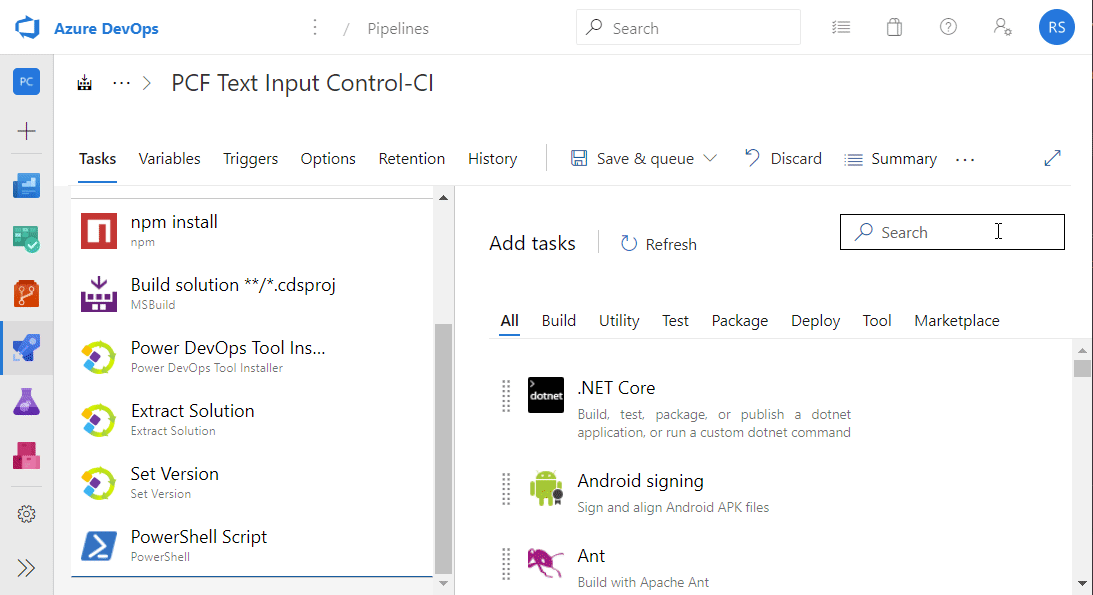 Azure DevOps
/ Pipelines
Search
RS
PC
PCF Text Input Control-CI
Tasks
Variables
Triggers
Options
Retention
History
Save & queue
Discard
Summary
npm install
npm
Build solution **/*.cdsproj
MSBuild
Power DevOps Tool Ins...
Power DevOps Tool Installer
Extract Solution
Extract Solution
Set Version
Set Version
PowerShell Script
PowerShell
Add tasks
Refresh
Search
All
Build
Utility
Test
Package
Deploy
Tool
Marketplace
dotnet
.NET Core
Build, test, package, or publish a dotnet
application, or run a custom dotnet command
Android signing
Sign and align Android APK files
Ant
Build with Apache Ant